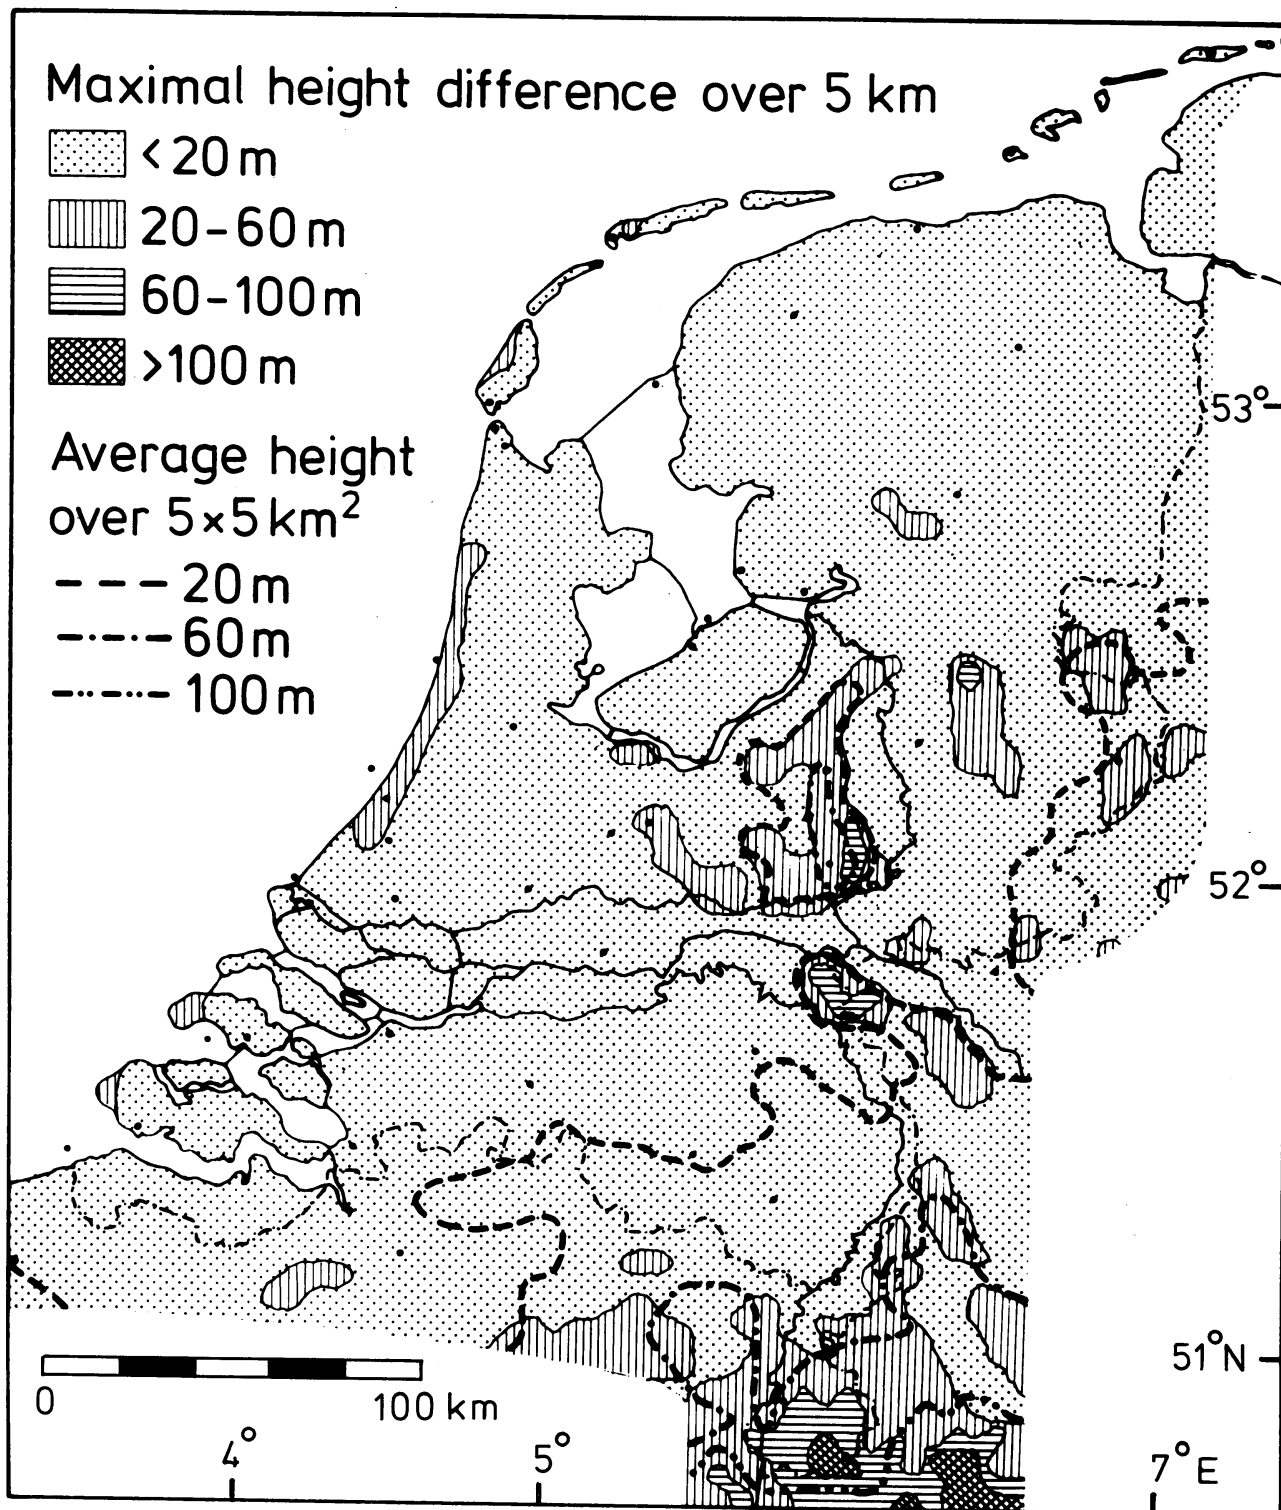 Maximal height difference over 5 km
<20 m
20-60 m
60-100 m
>100 m
Average height
over 5×5 km²
20 m
60 m
100 m
53°
52°
51°N
0
100 km
4°
5°
7°E